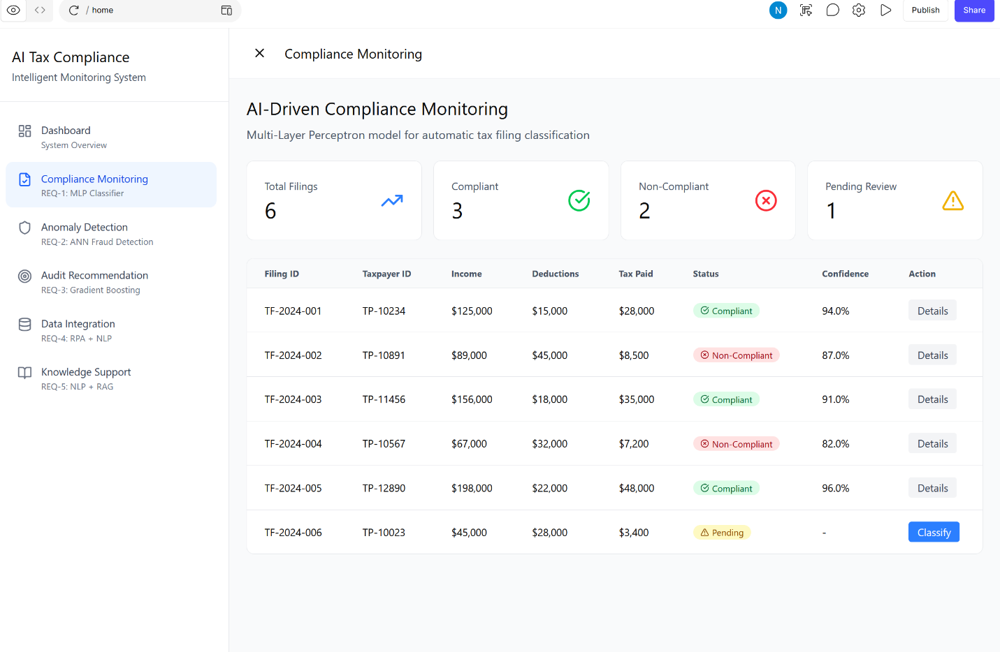 / home
N
Publish
Share
AI Tax Compliance
Intelligent Monitoring System
Dashboard
System Overview
Compliance Monitoring
REQ-1: MLP Classifier
Anomaly Detection
REQ-2: ANN Fraud Detection
Audit Recommendation
REQ-3: Gradient Boosting
Data Integration
REQ-4: RPA + NLP
Knowledge Support
REQ-5: NLP + RAG
Compliance Monitoring
AI-Driven Compliance Monitoring
Multi-Layer Perceptron model for automatic tax filing classification
Total Filings
6
Compliant
3
Non-Compliant
2
Pending Review
1
Filing ID Taxpayer ID Income Deductions Tax Paid Status Confidence Action
TF-2024-001 TP-10234 $125,000 $15,000 $28,000 Compliant 94.0% Details
TF-2024-002 TP-10891 $89,000 $45,000 $8,500 Non-Compliant 87.0% Details
TF-2024-003 TP-11456 $156,000 $18,000 $35,000 Compliant 91.0% Details
TF-2024-004 TP-10567 $67,000 $32,000 $7,200 Non-Compliant 82.0% Details
TF-2024-005 TP-12890 $198,000 $22,000 $48,000 Compliant 96.0% Details
TF-2024-006 TP-10023 $45,000 $28,000 $3,400 Pending - Classify